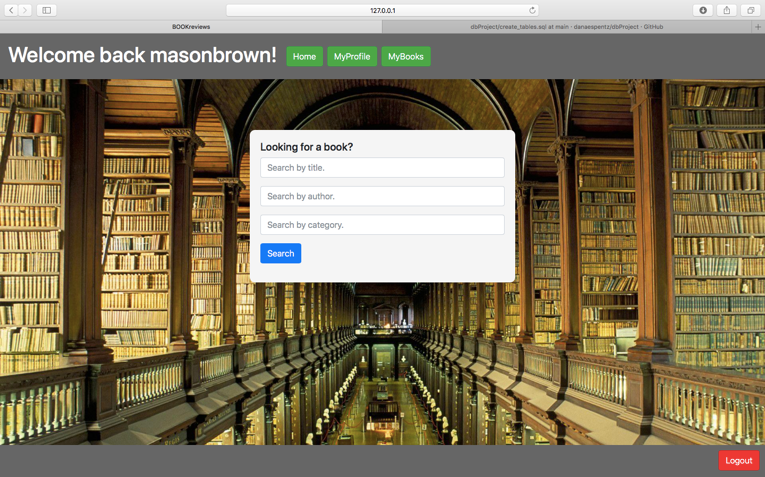 127.0.0.1
BOOKreviews
dbProject/create_tables.sql at main · danaespentz/dbProject · GitHub
Welcome back masonbrown!
Home
MyProfile
MyBooks
Looking for a book?
Search by title.
Search by author.
Search by category.
Search
Logout